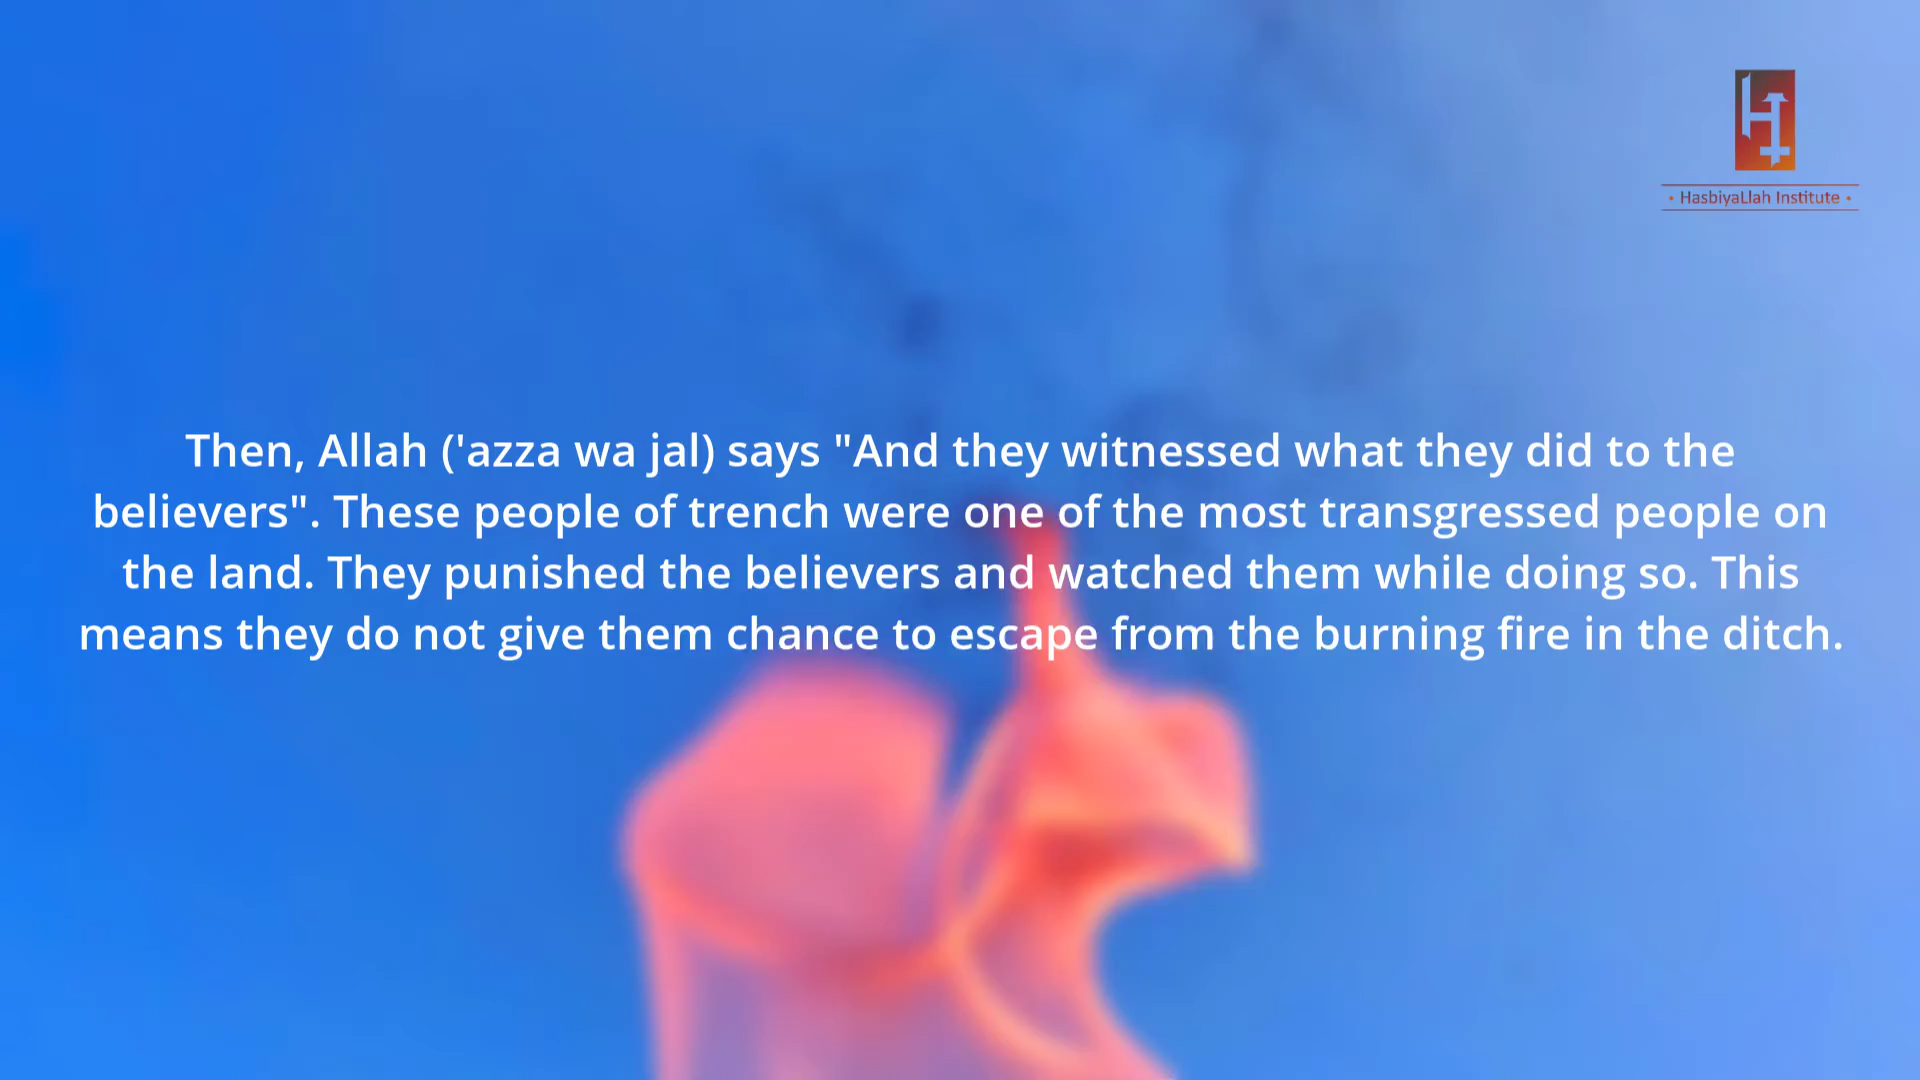 • HasbiyaLlah Institute •
Then, Allah ('azza wa jal) says "And they witnessed what they did to the
believers". These people of trench were one of the most transgressed people on
the land. They punished the believers and watched them while doing so. This
means they do not give them chance to escape from the burning fire in the ditch.